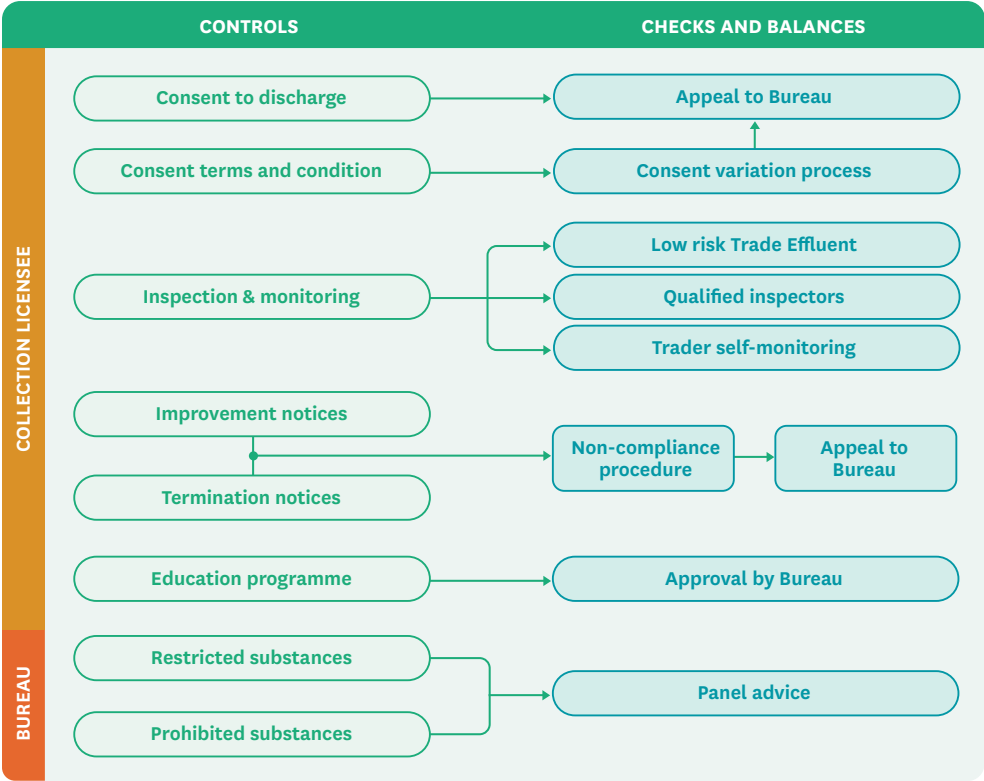 CONTROLS
CHECKS AND BALANCES
COLLECTION LICENSEE
Consent to discharge
Appeal to Bureau
Consent terms and condition
Consent variation process
Low risk Trade Effluent
Inspection & monitoring
Qualified inspectors
Trader self-monitoring
Improvement notices
Non-compliance
procedure
Appeal to
Bureau
Termination notices
Education programme
Approval by Bureau
BUREAU
Restricted substances
Panel advice
Prohibited substances